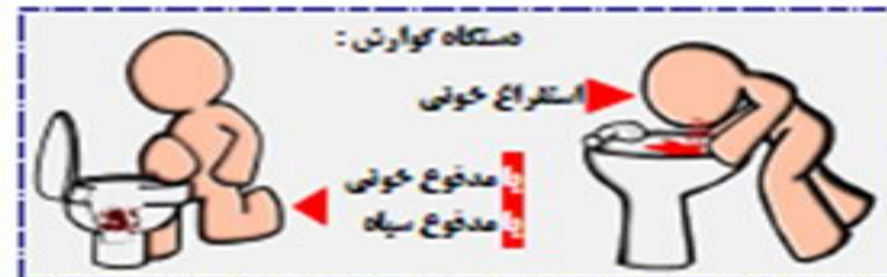 دستگاه گوارش :
استفراغ خونی
مدفوع خونی
مدفوع سیاه